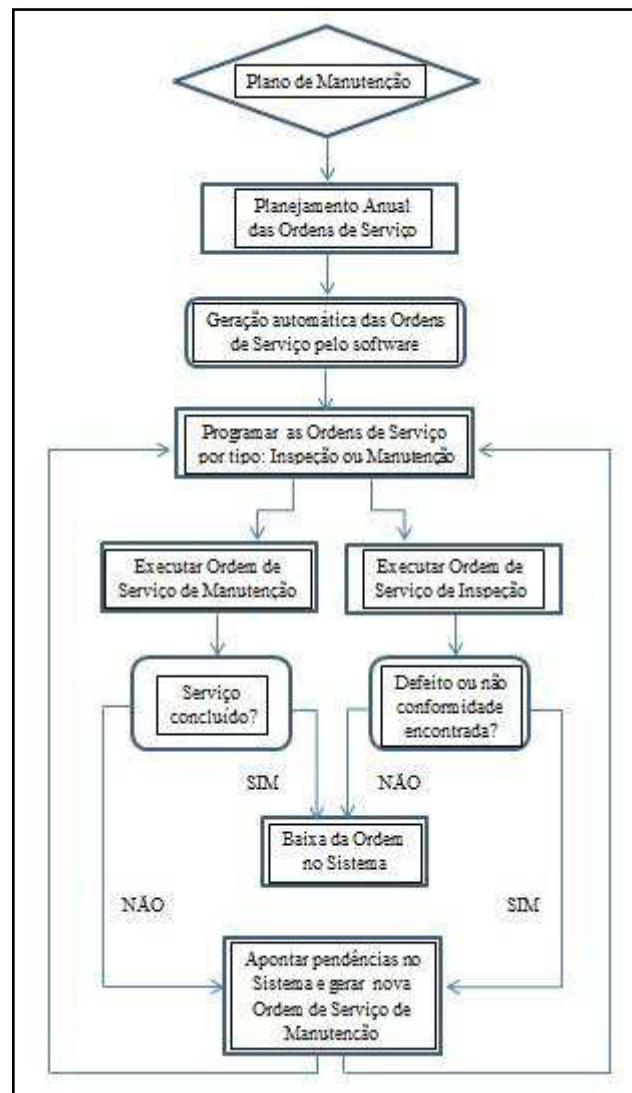 Plano de Manutenção
Planejamento Anual
das Ordens de Serviço
Geração automática das Ordens
de Serviço pelo software
Programar as Ordens de Serviço
por tipo: Inspeção ou Manutenção
Executar Ordem de
Serviço de Manutenção
Executar Ordem de
Serviço de Inspeção
Serviço
concluído?
Defeito ou não
conformidade
encontrada?
SIM
NÃO
Baixa da Ordem
no Sistema
NÃO
SIM
Apontar pendências no
Sistema e gerar nova
Ordem de Serviço de
Manutencão